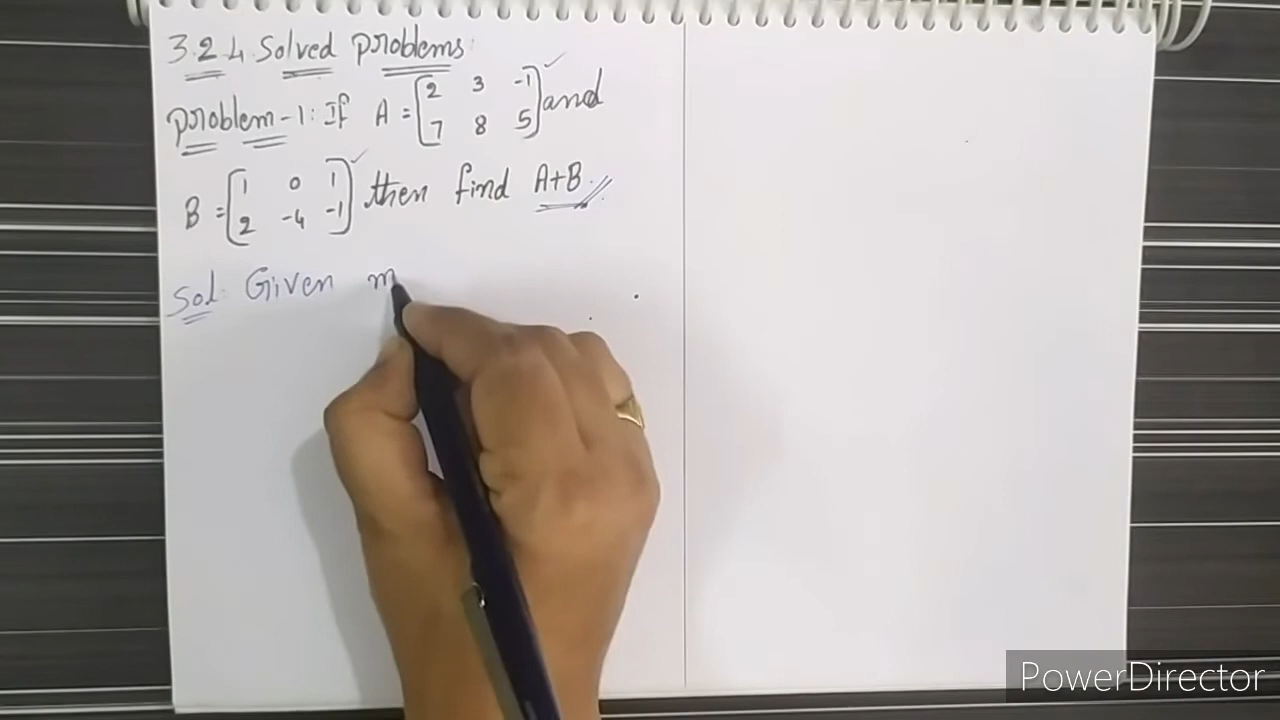 3.2.4. Solved problems:
problem-1: If A = [2 3 -1
7 8 5] and
B = [1 0 1
2 -4 -1] then find A+B.
Sol: Given m
PowerDirector